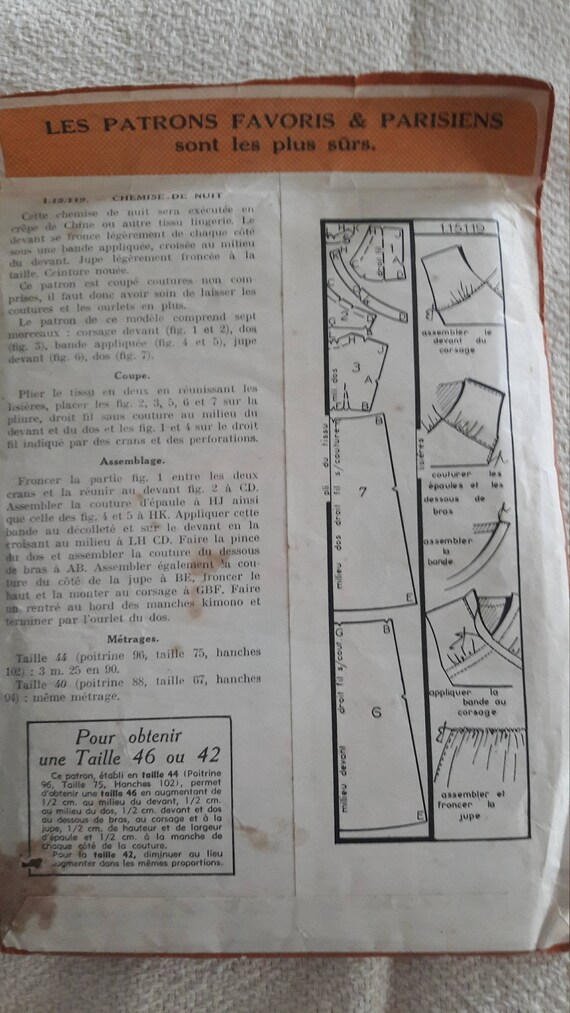 LES PATRONS FAVORIS & PARISIENS
sont les plus sûrs.
1.15.119. — CHEMISE DE NUIT
Cette chemise de nuit sera exécutée en
crêpe de Chine ou autre tissu lingerie. Le
devant se fronce légèrement de chaque côté
sous une bande appliquée, croisée au milieu
du devant. Jupe légèrement froncée à la
taille. Ceinture nouée.
Ce patron est coupé coutures non com-
prises, il faut donc avoir soin de laisser les
coutures et les ourlets en plus.
Le patron de ce modèle comprend sept
morceaux : corsage devant (fig. 1 et 2), dos
(fig. 3), bande appliquée (fig. 4 et 5), jupe
devant (fig. 6), dos (fig. 7).
Coupe.
Plier le tissu en deux en réunissant les
lisières, placer les fig. 2, 3, 5, 6 et 7 sur la
pliure, droit fil sans couture au milieu du
devant et du dos et les fig. 1 et 4 sur le droit
fil indiqué par des crans et des perforations.
Assemblage.
Froncer la partie fig. 1 entre les deux
crans et la réunir au devant fig. 2 à CD.
Assembler la couture d'épaule à HJ ainsi
que celle des fig. 4 et 5 à HK. Appliquer cette
bande au décolleté et sur le devant en la
croisant au milieu à LH CD. Faire la pince
du dos et assembler la couture du dessous
de bras à AB. Assembler également la cou-
ture du côté de la jupe à BE, froncer le
haut et la monter au corsage à GBF. Faire
un rentré au bord des manches kimono et
terminer par l'ourlet du dos.
Métrages.
Taille 44 (poitrine 96, taille 75, hanches
102) : 3 m. 25 en 90.
Taille 40 (poitrine 88, taille 67, hanches
94) : même métrage.
Pour obtenir
une Taille 46 ou 42
Ce patron, établi en taille 44 (Poitrine
96, Taille 75, Hanches 102), permet
d'obtenir une taille 46 en augmentant de
1/2 cm. au milieu du devant, 1/2 cm.
au milieu du dos, 1/2 cm. devant et dos
au dessous de bras, au corsage et à la
jupe, 1/2 cm. de hauteur et de largeur
d'épaule et 1/2 cm. à la manche de
chaque côté de la couture.
Pour la taille 42, diminuer au lieu
augmenter dans les mêmes proportions.
115119
assembler le
devant du
corsage
couturer les
épaules et les
dessous de
bras
assembler
la
bande
appliquer la
bande au
corsage
assembler et
froncer la
jupe
pli du tissu
lisières
droit fil
mil dos
2
3
A
J
milieu dos droit fil s/couture
7
B
E
milieu devant droit fil s/cout.
6
B
E